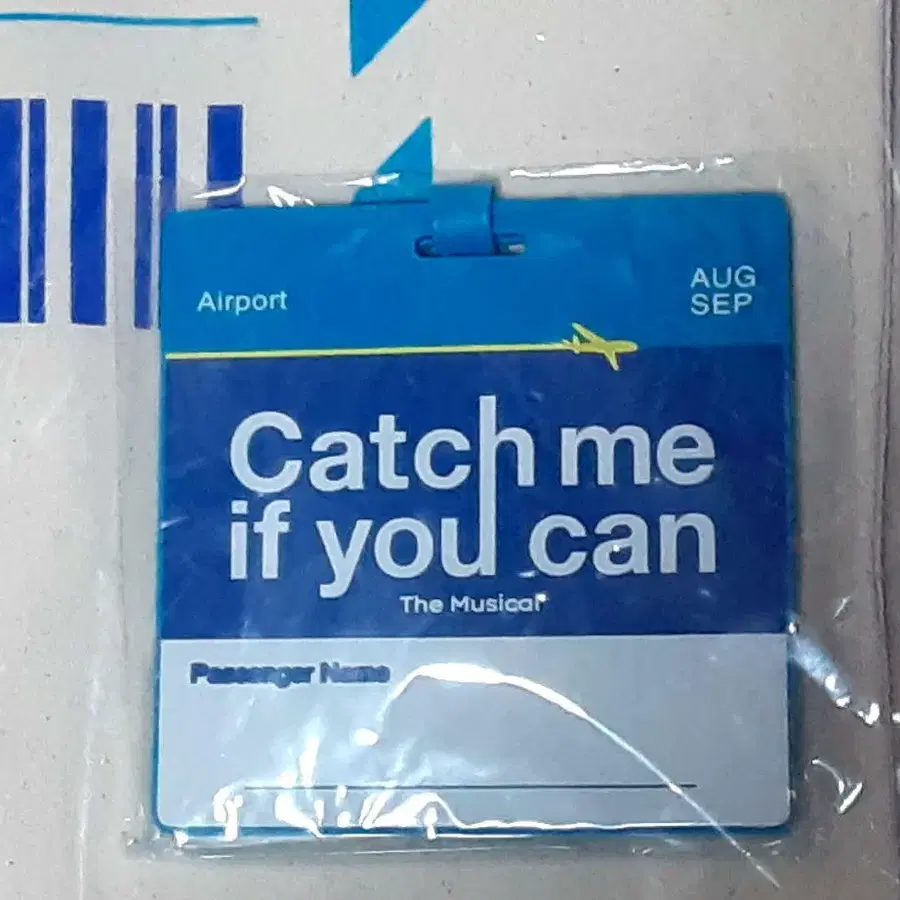 Airport
AUG
SEP
Catch me
if you can
The Musical
Passenger Name